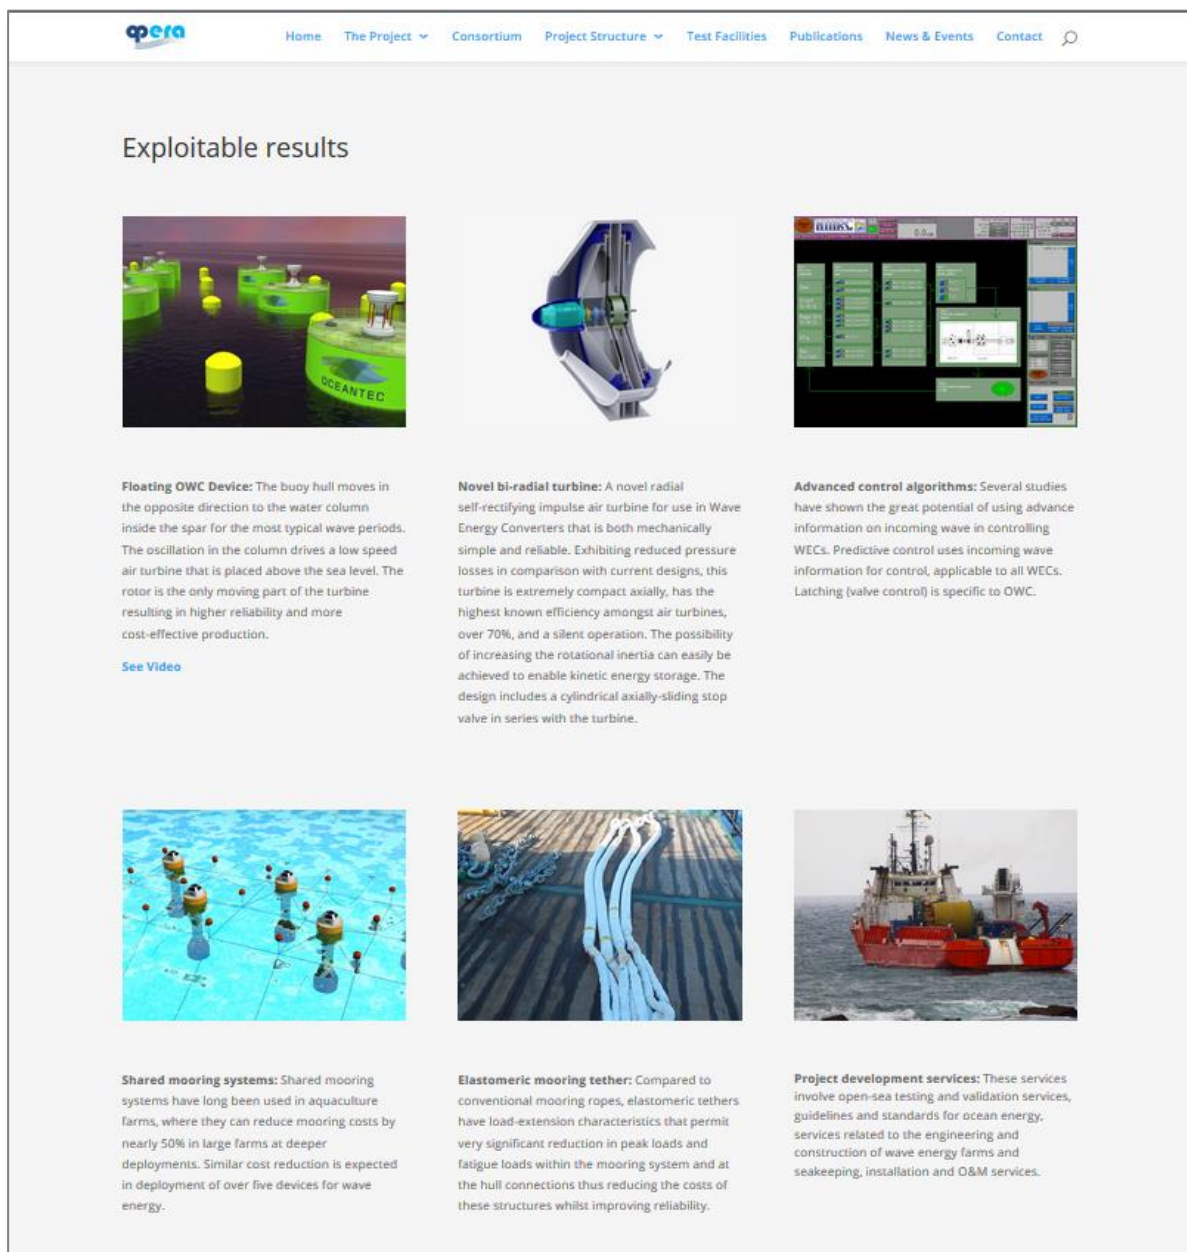 opera
Home The Project Consortium Project Structure Test Facilities Publications News & Events Contact
Exploitable results
OCEANTEC
0.0
Floating OWC Device: The buoy hull moves in
the opposite direction to the water column
inside the spar for the most typical wave periods.
The oscillation in the column drives a low speed
air turbine that is placed above the sea level. The
rotor is the only moving part of the turbine
resulting in higher reliability and more
cost-effective production.
See Video
Novel bi-radial turbine: A novel radial
self-rectifying impulse air turbine for use in Wave
Energy Converters that is both mechanically
simple and reliable. Exhibiting reduced pressure
losses in comparison with current designs, this
turbine is extremely compact axially, has the
highest known efficiency amongst air turbines,
over 70%, and a silent operation. The possibility
of increasing the rotational inertia can easily be
achieved to enable kinetic energy storage. The
design includes a cylindrical axially-sliding stop
valve in series with the turbine.
Advanced control algorithms: Several studies
have shown the great potential of using advance
information on incoming wave in controlling
WECs. Predictive control uses incoming wave
information for control, applicable to all WECs.
Latching (valve control) is specific to OWC.
Shared mooring systems: Shared mooring
systems have long been used in aquaculture
farms, where they can reduce mooring costs by
nearly 50% in large farms at deeper
deployments. Similar cost reduction is expected
in deployment of over five devices for wave
energy.
Elastomeric mooring tether: Compared to
conventional mooring ropes, elastomeric tethers
have load-extension characteristics that permit
very significant reduction in peak loads and
fatigue loads within the mooring system and at
the hull connections thus reducing the costs of
these structures whilst improving reliability.
Project development services: These services
involve open-sea testing and validation services,
guidelines and standards for ocean energy,
services related to the engineering and
construction of wave energy farms and
seakeeping, installation and O&M services.